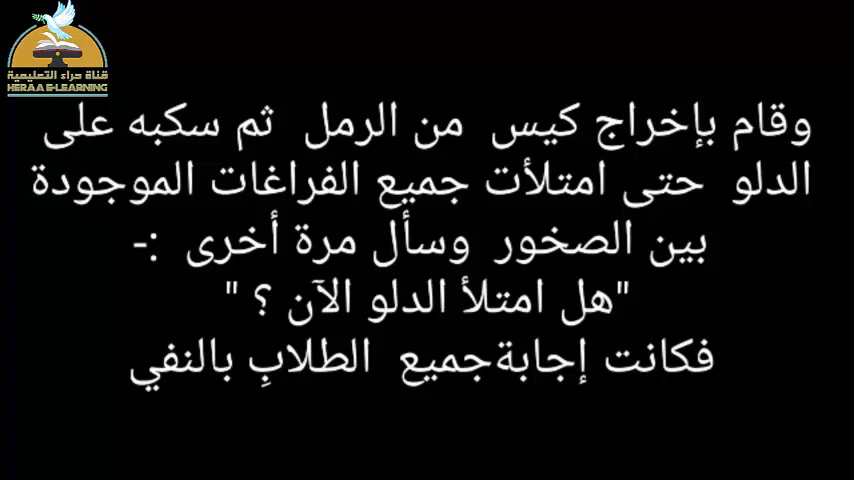 قناة حراء التعليمية
HERAA E-LEARNING
وقام بإخراج كيس من الرمل ثم سكبه على
الدلو حتى امتلأت جميع الفراغات الموجودة
بين الصخور وسأل مرة أخرى :-
"هل امتلأ الدلو الآن ؟ "
فكانت إجابةجميع الطلابِ بالنفي